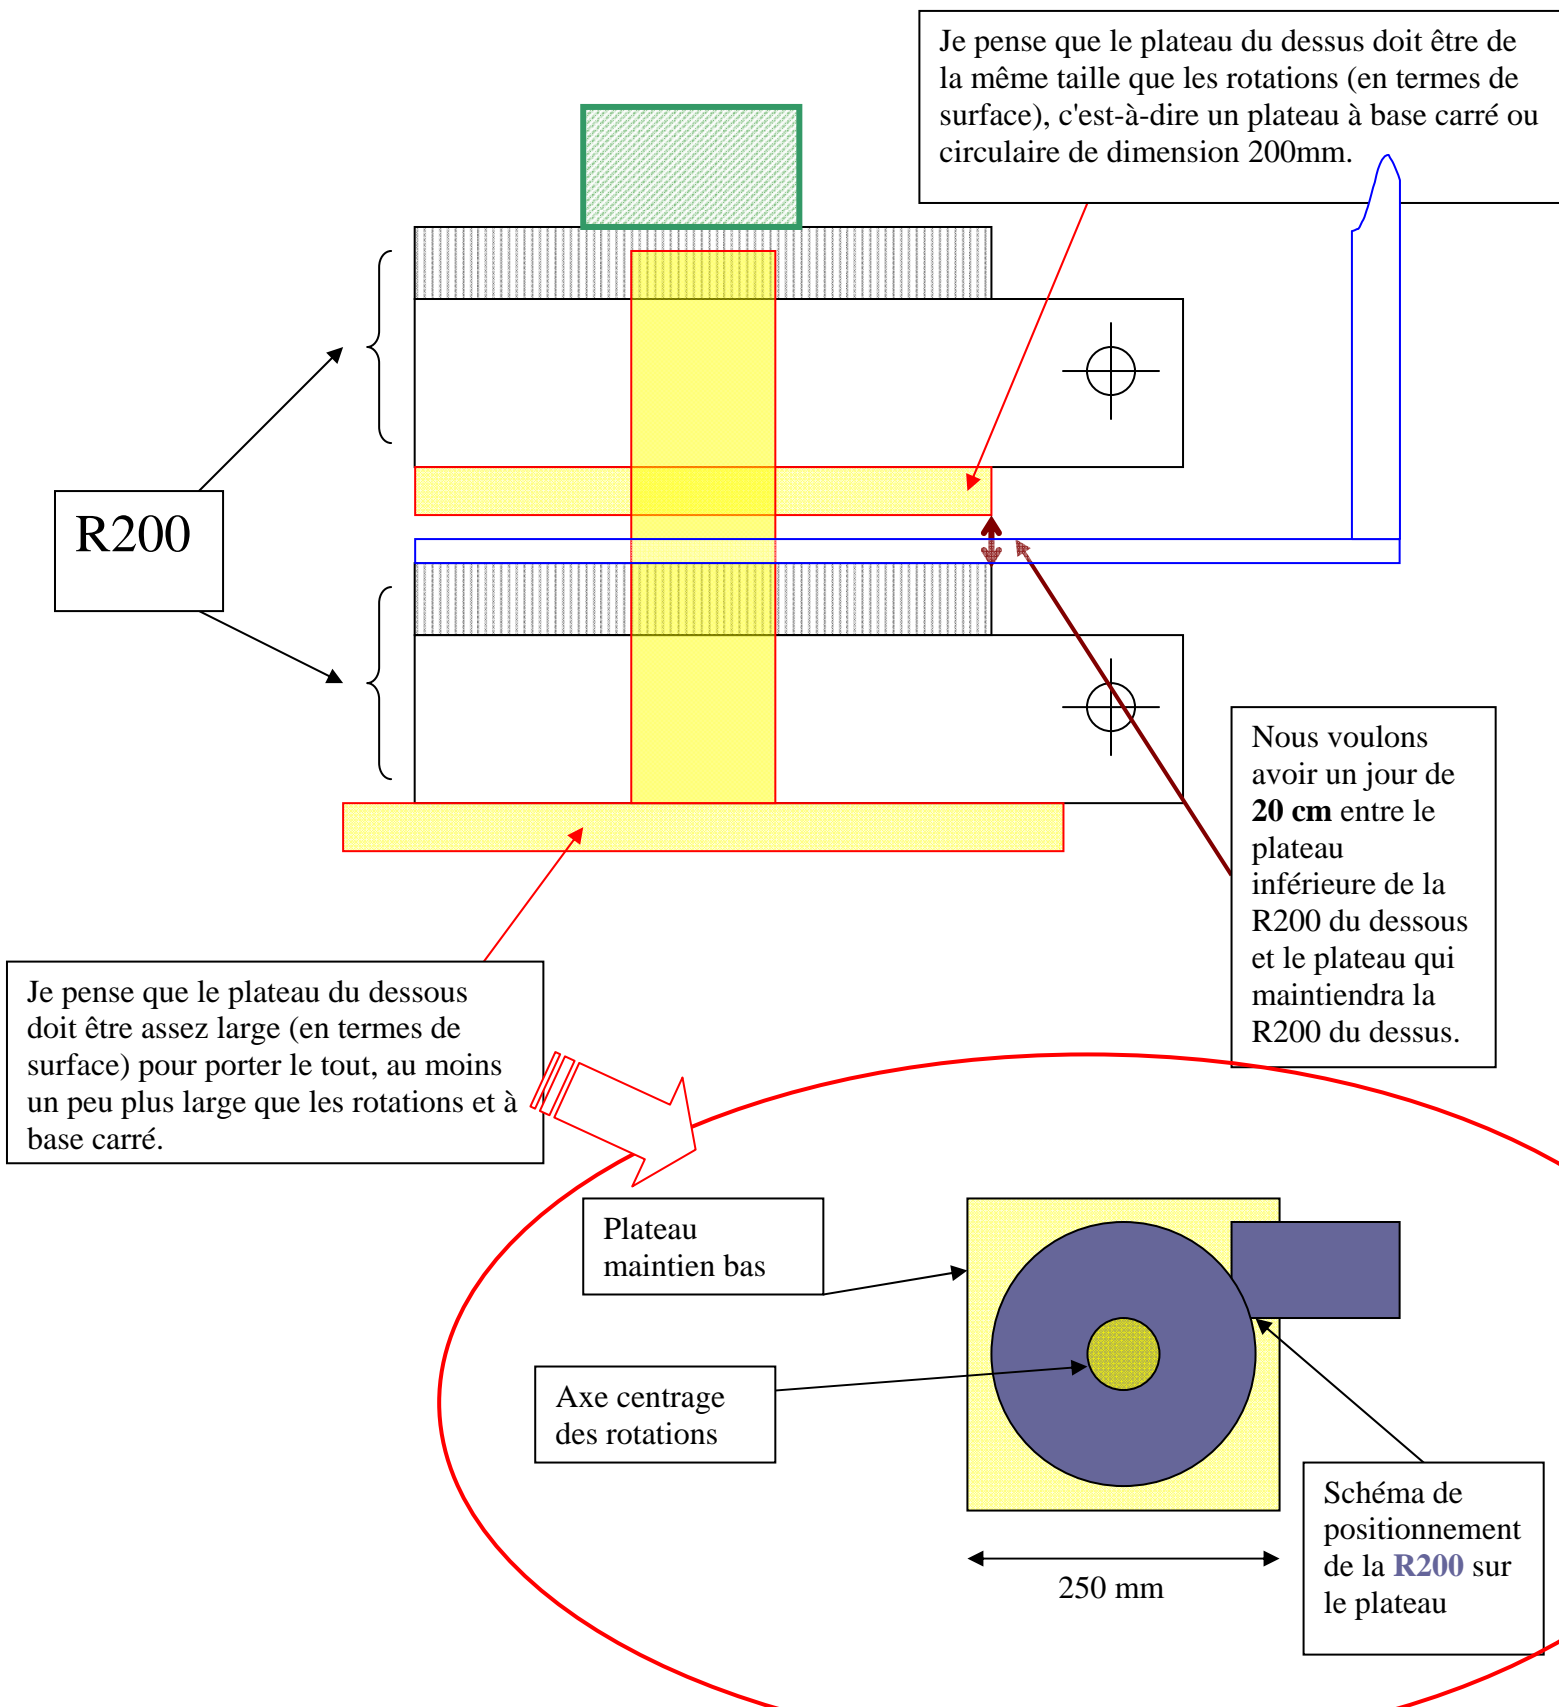 Je pense que le plateau du dessus doit être de
la même taille que les rotations (en termes de
surface), c'est-à-dire un plateau à base carré ou
circulaire de dimension 200mm.
R200
Nous voulons
avoir un jour de
20 cm entre le
plateau
inférieure de la
R200 du dessous
et le plateau qui
maintiendra la
R200 du dessus.
Je pense que le plateau du dessous
doit être assez large (en termes de
surface) pour porter le tout, au moins
un peu plus large que les rotations et à
base carré.
Plateau
maintien bas
Axe centrage
des rotations
Schéma de
positionnement
de la R200 sur
le plateau
250 mm